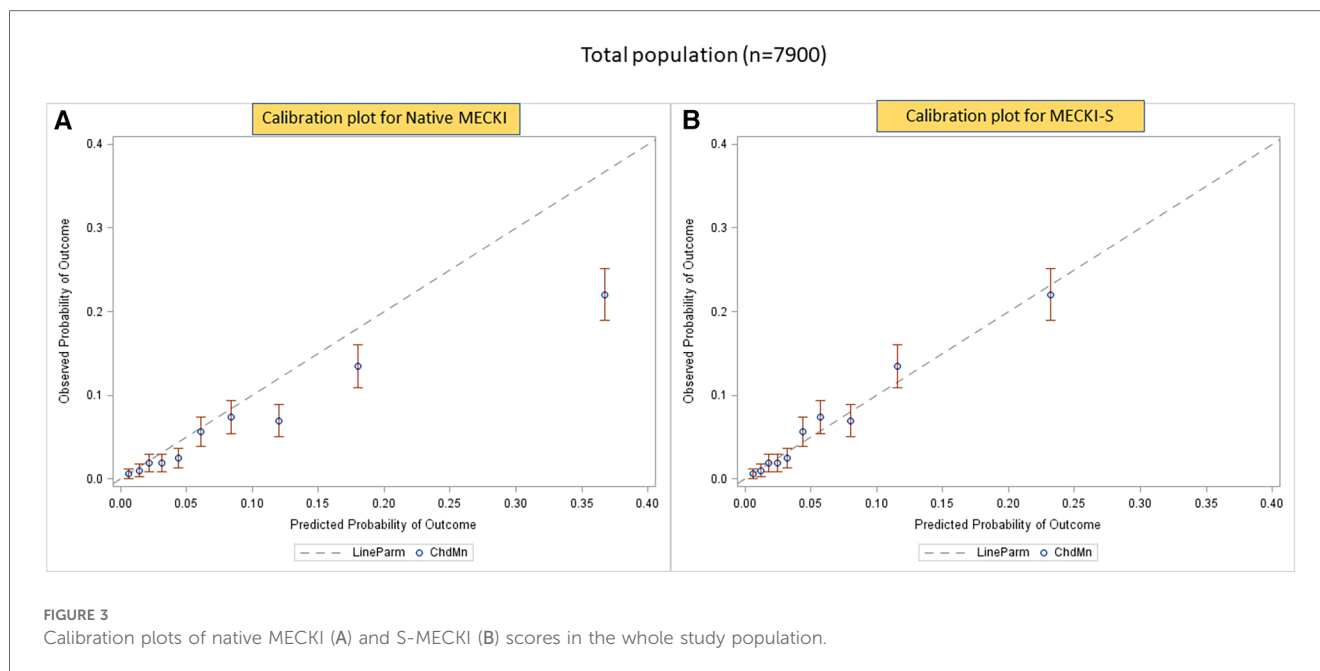 Total population (n=7900)
A
Calibration plot for Native MECKI
0.4
0.3
0.2
0.1
0.0
Observed Probability of Outcome
0.00 0.05 0.10 0.15 0.20 0.25 0.30 0.35 0.40
Predicted Probability of Outcome
LineParm ChdMn
B
Calibration plot for MECKI-S
0.4
0.3
0.2
0.1
0.0
Observed Probability of Outcome
0.00 0.05 0.10 0.15 0.20 0.25 0.30 0.35 0.40
Predicted Probability of Outcome
LineParm ChdMn
FIGURE 3
Calibration plots of native MECKI (A) and S-MECKI (B) scores in the whole study population.